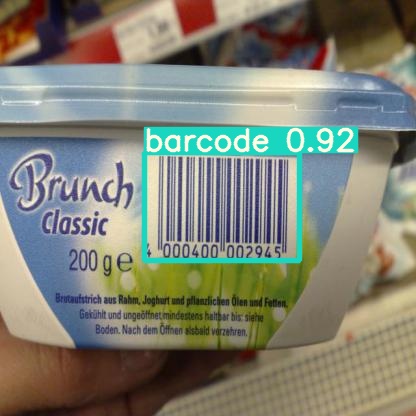 barcode 0.92
Brunch
Classic
200 g e
4 000400 002945
Brotaufstrich aus Rahm, Joghurt und pflanzlichen Ölen und Fetten.
Gekühlt und ungeöffnet mindestens haltbar bis: siehe
Boden. Nach dem Öffnen alsbald verzehren.